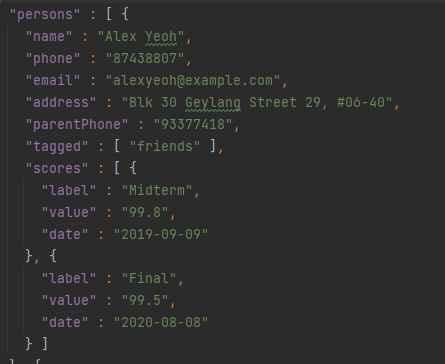 "persons" : [ {
"name" : "Alex Yeoh",
"phone" : "87438807",
"email" : "alexyeoh@example.com",
"address" : "Blk 30 Geylang Street 29, #06-40",
"parentPhone" : "93377418",
"tagged" : [ "friends" ],
"scores" : [ {
"label" : "Midterm",
"value" : "99.8",
"date" : "2019-09-09"
}, {
"label" : "Final",
"value" : "99.5",
"date" : "2020-08-08"
} ]
}, {